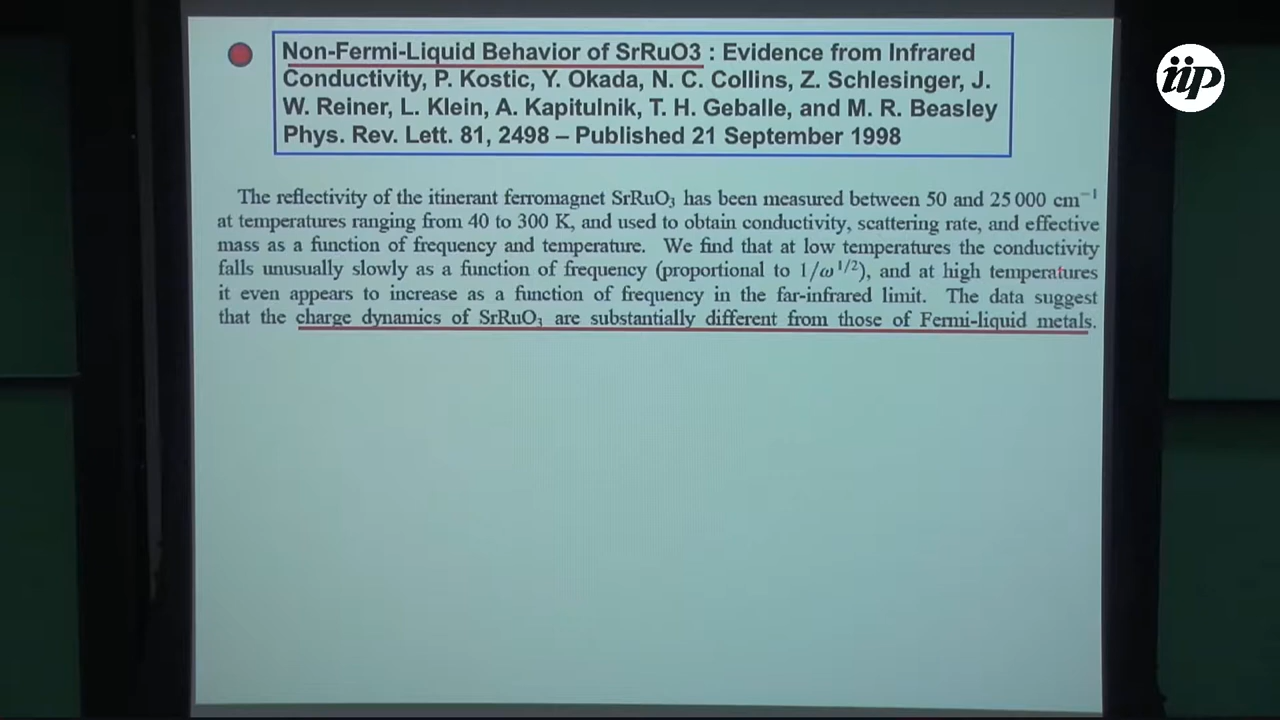 Non-Fermi-Liquid Behavior of SrRuO3 : Evidence from Infrared
Conductivity, P. Kostic, Y. Okada, N. C. Collins, Z. Schlesinger, J.
W. Reiner, L. Klein, A. Kapitulnik, T. H. Geballe, and M. R. Beasley
Phys. Rev. Lett. 81, 2498 – Published 21 September 1998
iip
The reflectivity of the itinerant ferromagnet SrRuO₃ has been measured between 50 and 25 000 cm⁻¹
at temperatures ranging from 40 to 300 K, and used to obtain conductivity, scattering rate, and effective
mass as a function of frequency and temperature. We find that at low temperatures the conductivity
falls unusually slowly as a function of frequency (proportional to 1/ω^1/2), and at high temperatures
it even appears to increase as a function of frequency in the far-infrared limit. The data suggest
that the charge dynamics of SrRuO₃ are substantially different from those of Fermi-liquid metals.